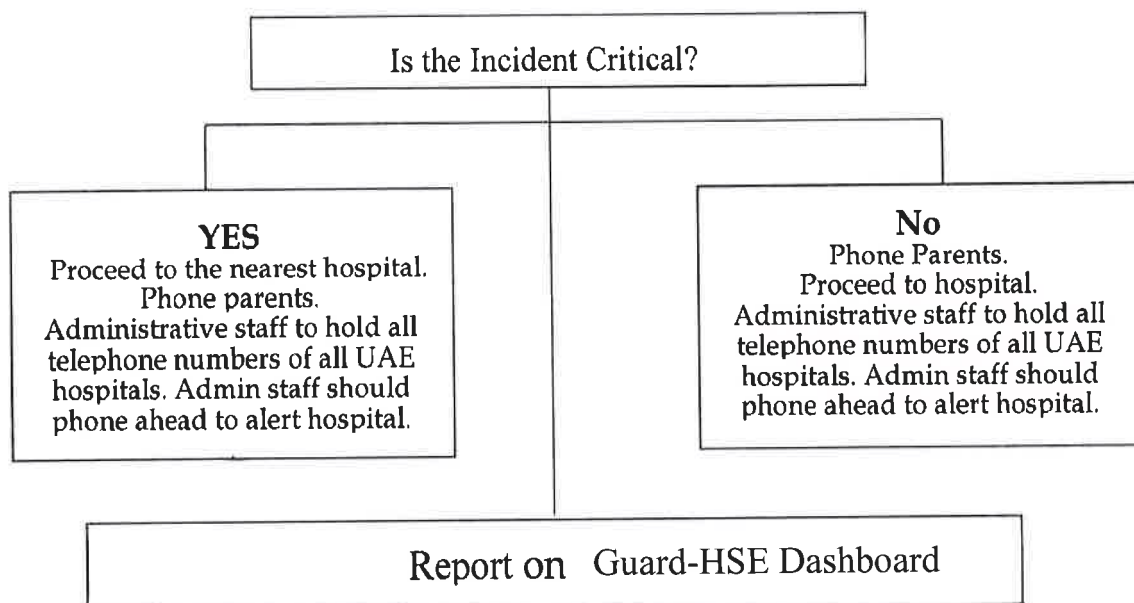 Is the Incident Critical?
YES
Proceed to the nearest hospital.
Phone parents.
Administrative staff to hold all
telephone numbers of all UAE
hospitals. Admin staff should
phone ahead to alert hospital.
No
Phone Parents.
Proceed to hospital.
Administrative staff to hold all
telephone numbers of all UAE
hospitals. Admin staff should
phone ahead to alert hospital.
Report on Guard-HSE Dashboard